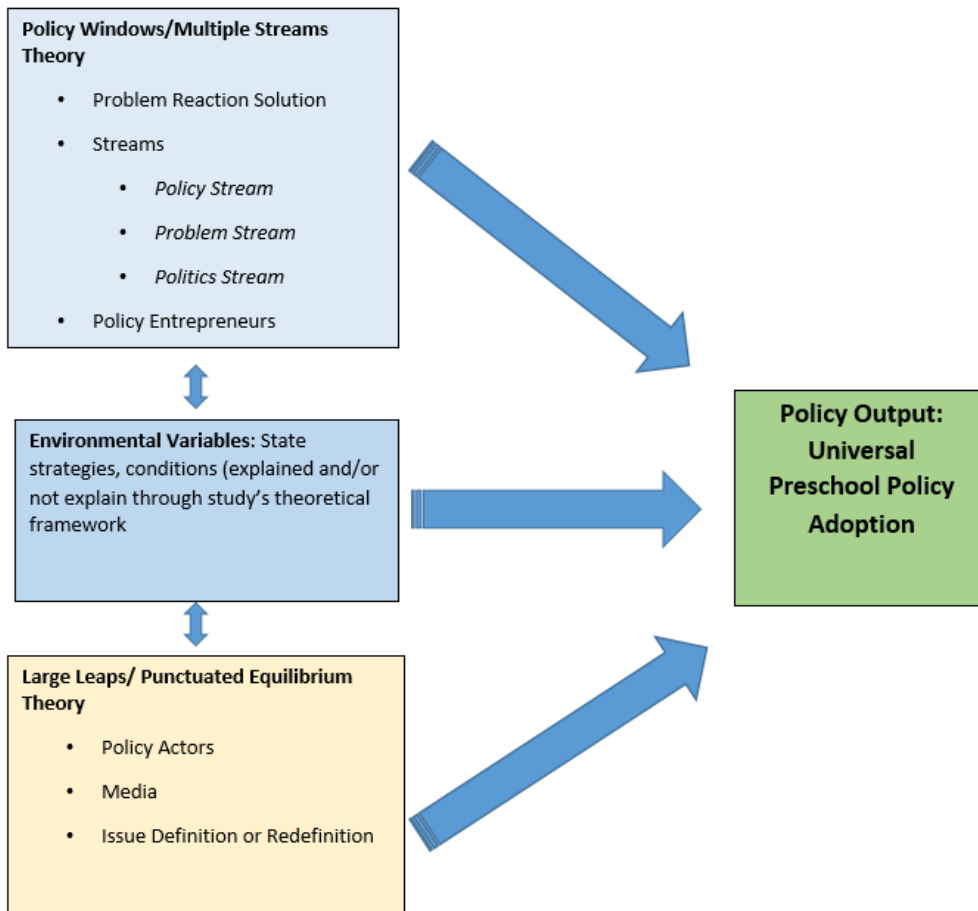 Policy Windows/Multiple Streams
Theory
• Problem Reaction Solution
• Streams
• Policy Stream
• Problem Stream
• Politics Stream
• Policy Entrepreneurs
Environmental Variables: State
strategies, conditions (explained and/or
not explain through study’s theoretical
framework
Large Leaps/ Punctuated Equilibrium
Theory
• Policy Actors
• Media
• Issue Definition or Redefinition
Policy Output:
Universal
Preschool Policy
Adoption